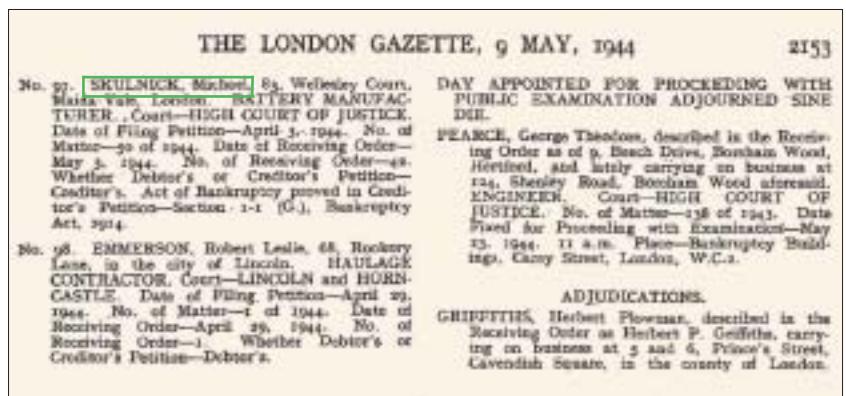 THE LONDON GAZETTE, 9 MAY, 1944 2153
No. 97. SKULNICK, Michael, 83, Wellesley Court,
Maida Vale, London. BATTERY MANUFAC-
TURER. Court—HIGH COURT OF JUSTICE.
Date of Filing Petition—April 3, 1944. No. of
Matter—90 of 1944. Date of Receiving Order—
May 3, 1944. No. of Receiving Order—42.
Whether Debtor's or Creditor's Petition—
Creditor's. Act of Bankruptcy proved in Credi-
tor's Petition—Section 1-1 (G.), Bankruptcy
Act, 1914.
No. 98. EMMERSON, Robert Leslie, 68, Rookery
Lane, in the city of Lincoln. HAULAGE
CONTRACTOR. Court—LINCOLN and HORN-
CASTLE. Date of Filing Petition—April 29,
1944. No. of Matter—1 of 1944. Date of
Receiving Order—April 29, 1944. No. of
Receiving Order—1. Whether Debtor's or
Creditor's Petition—Debtor's.
DAY APPOINTED FOR PROCEEDING WITH
PUBLIC EXAMINATION ADJOURNED SINE
DIE.
PEARCE, George Theodore, described in the Receiv-
ing Order as of 9, Beech Drive, Boreham Wood,
Hertford, and lately carrying on business at
124, Shenley Road, Boreham Wood aforesaid.
ENGINEER. Court—HIGH COURT OF
JUSTICE. No. of Matter—138 of 1943. Date
Fixed for Proceeding with Examination—May
23, 1944. 11 a.m. Place—Bankruptcy Build-
ings, Carey Street, London, W.C.2.
ADJUDICATIONS.
GRIFFITHS, Herbert Plowman, described in the
Receiving Order as Herbert P. Griffiths, carry-
ing on business at 5 and 6, Prince's Street,
Cavendish Square, in the county of London.